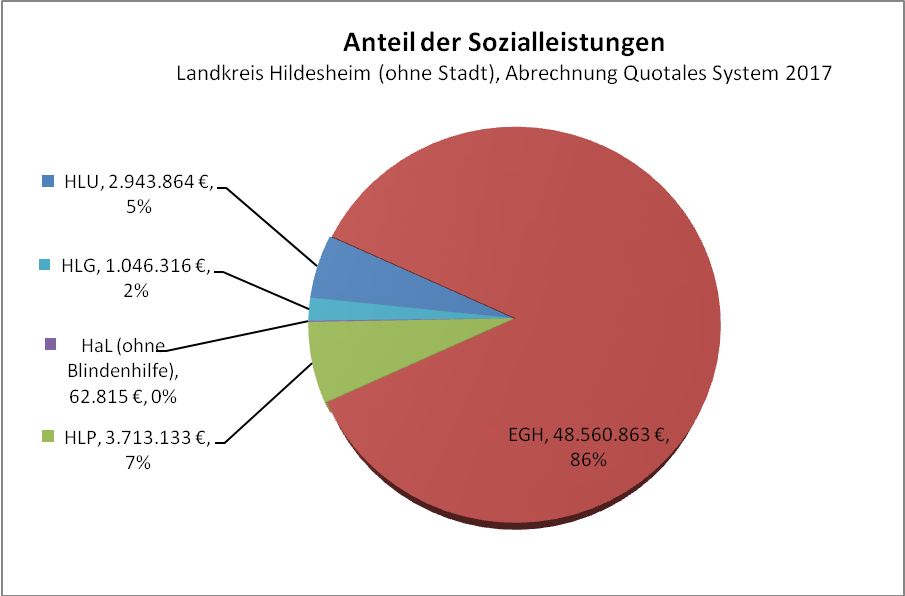 Anteil der Sozialleistungen
Landkreis Hildesheim (ohne Stadt), Abrechnung Quotales System 2017
HLU, 2.943.864 €,
5%
HLG, 1.046.316 €,
2%
HaL (ohne
Blindenhilfe),
62.815 €, 0%
HLP, 3.713.133 €,
7%
EGH, 48.560.863 €,
86%